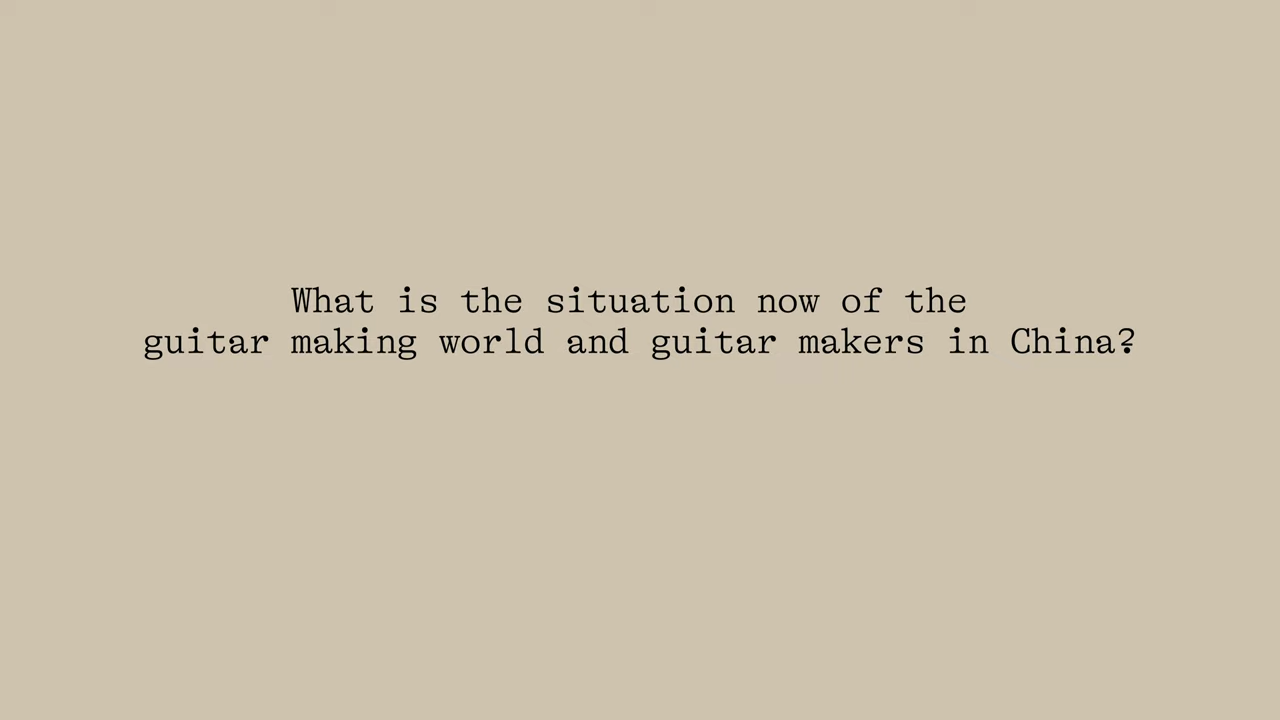 What is the situation now of the
guitar making world and guitar makers in China?